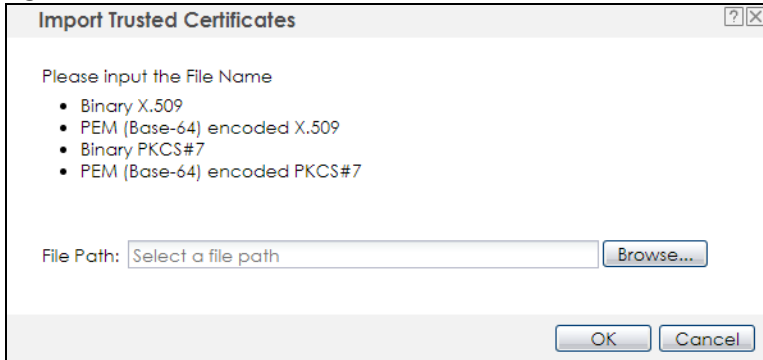 Import Trusted Certificates
Please input the File Name
• Binary X.509
• PEM (Base-64) encoded X.509
• Binary PKCS#7
• PEM (Base-64) encoded PKCS#7
File Path: Select a file path Browse...
OK Cancel